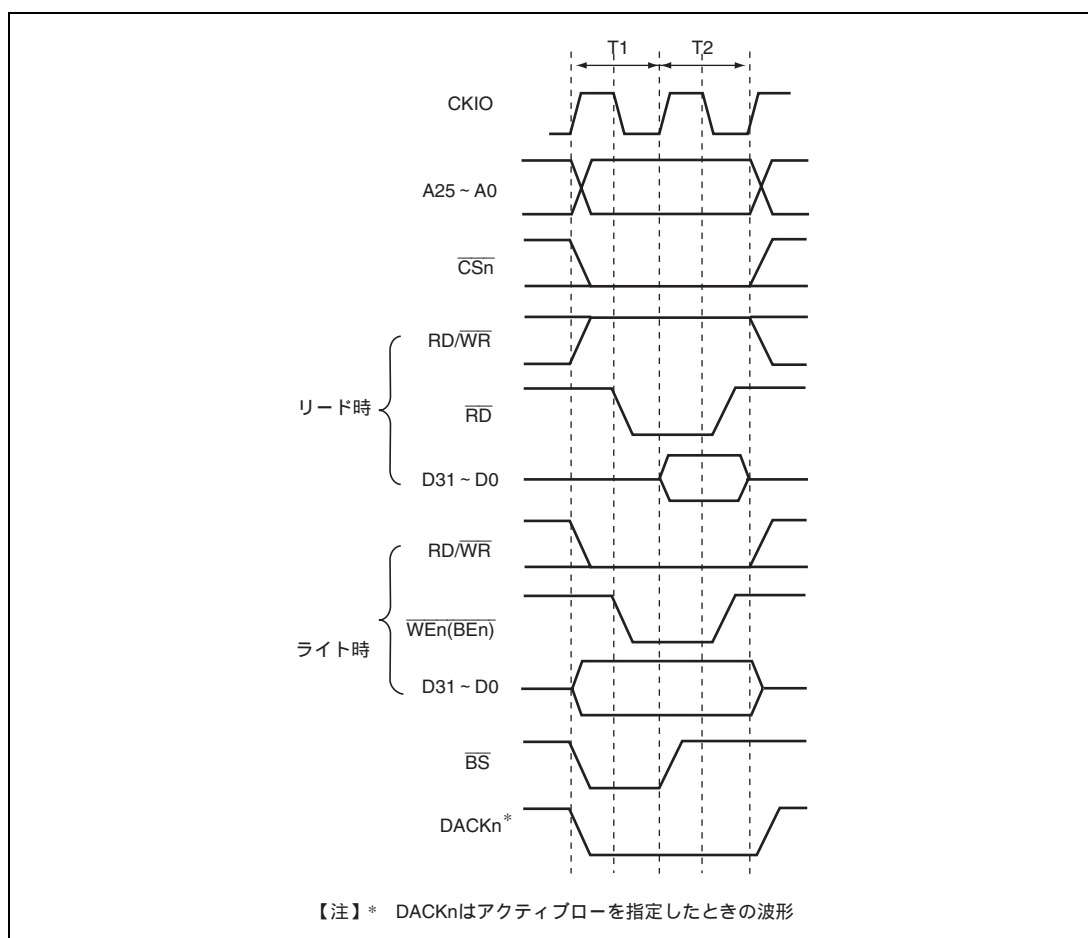 T1 T2
CKIO
A25 ~ A0
CSn
RD/WR
リード時
RD
D31 ~ D0
RD/WR
WEn(BEn)
ライト時
D31 ~ D0
BS
DACKn*
【注】* DACKnはアクティブローを指定したときの波形